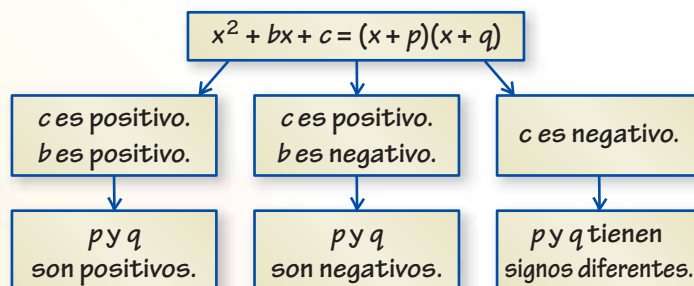 x² + bx + c = (x + p)(x + q)
c es positivo.
b es positivo.
c es positivo.
b es negativo.
c es negativo.
p y q
son positivos.
p y q
son negativos.
p y q tienen
signos diferentes.